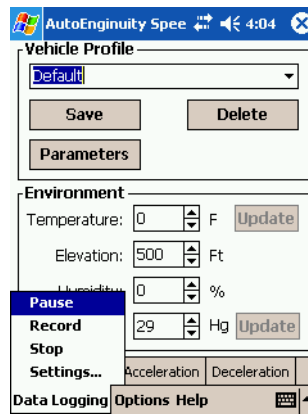 AutoEnginuity Spee 4:04
Vehicle Profile
Default
Save Delete
Parameters
Environment
Temperature: 0 F Update
Elevation: 500 Ft
Humidity: 0 %
29 Hg Update
Pause
Record
Stop
Settings...
Acceleration Deceleration
Data Logging Options Help